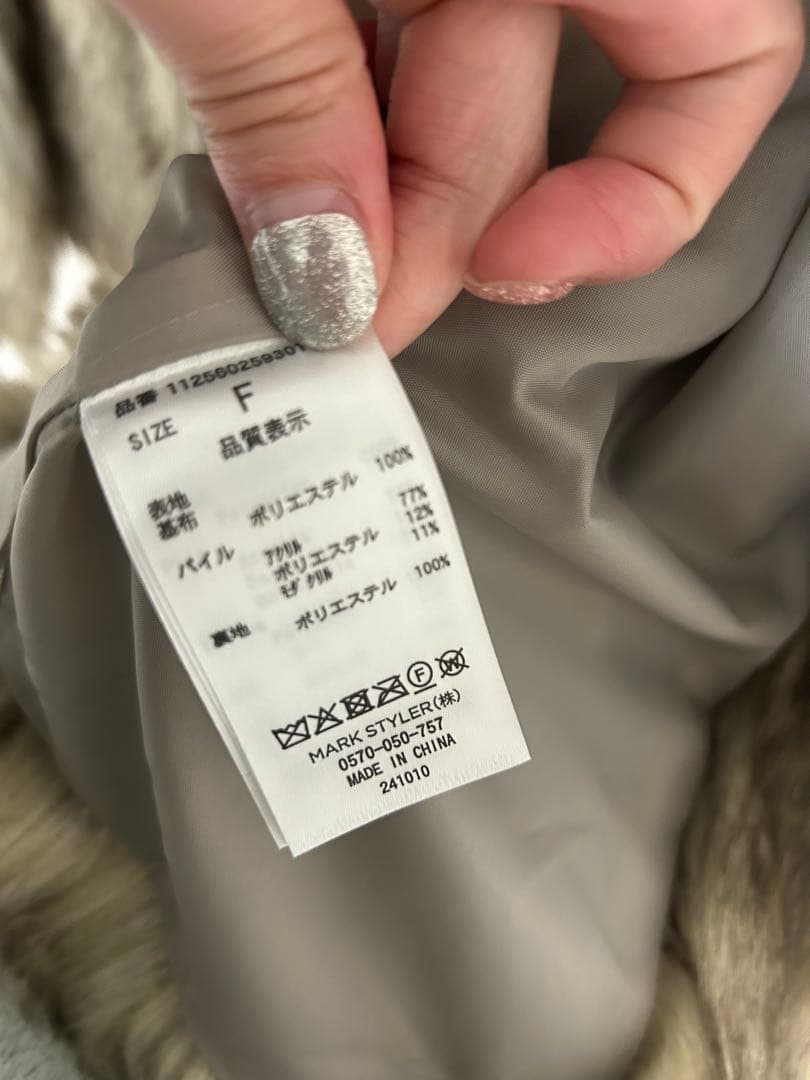 品番 112560259301
SIZE F
品質表示
表地
基布 ポリエステル 100%
パイル アクリル 77%
ポリエステル 12%
モダクリル 11%
裏地 ポリエステル 100%
F W
MARK STYLER(株)
0570-050-757
MADE IN CHINA
241010